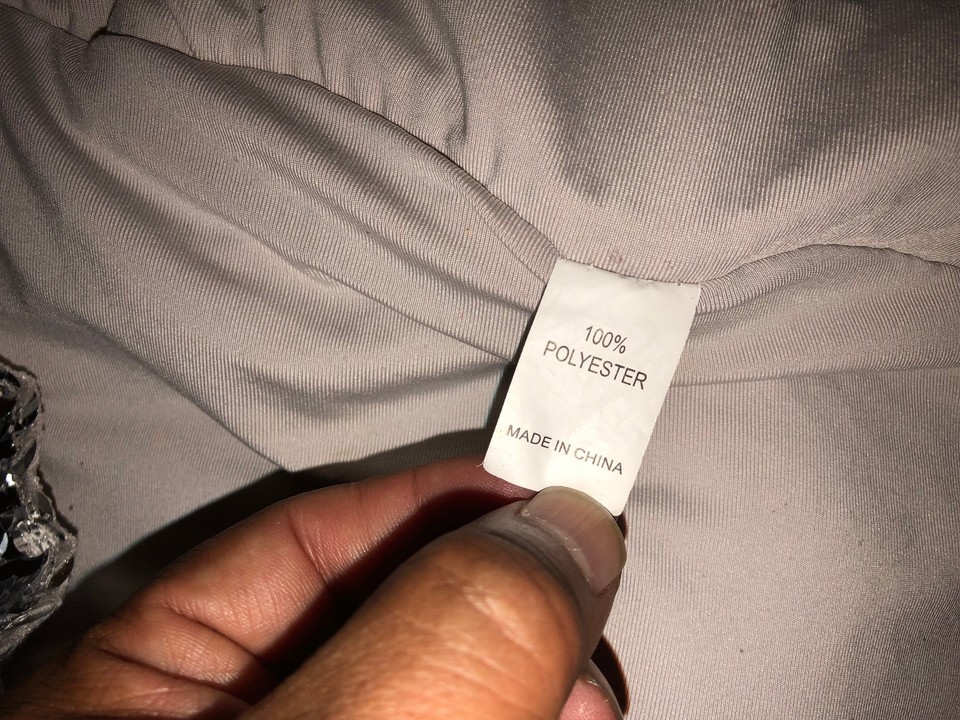 100%
POLYESTER
MADE IN CHINA